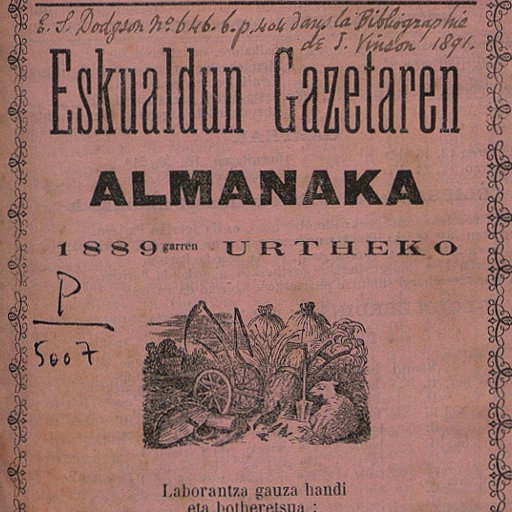 E. S. Dodgson Nº 646. b. p. 404 dans la Bibliographie
de J. Vinson 1891.
Eskualdun Gazetaren
ALMANAKA
1889garren URTHEKO
P
5007
Laborantza gauza handi
eta botheretsua :